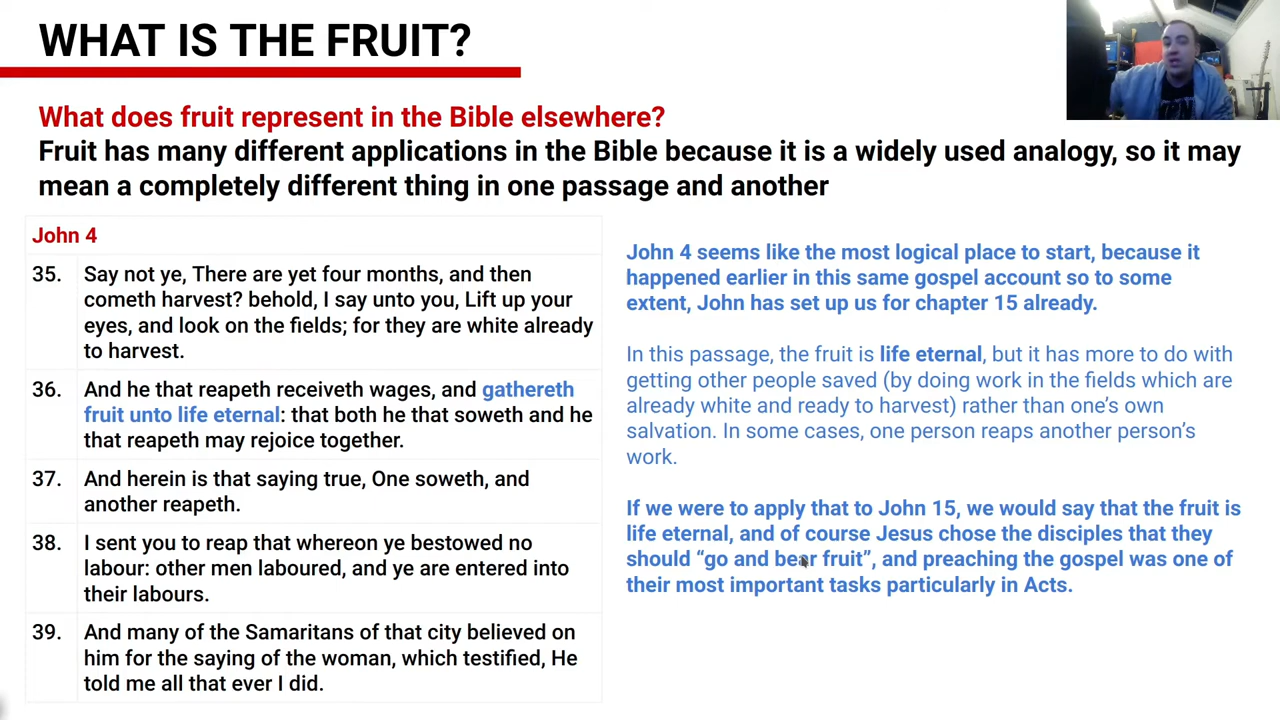 WHAT IS THE FRUIT?
What does fruit represent in the Bible elsewhere?
Fruit has many different applications in the Bible because it is a widely used analogy, so it may
mean a completely different thing in one passage and another
John 4
35. Say not ye, There are yet four months, and then
cometh harvest? behold, I say unto you, Lift up your
eyes, and look on the fields; for they are white already
to harvest.
36. And he that reapeth receiveth wages, and gathereth
fruit unto life eternal: that both he that soweth and he
that reapeth may rejoice together.
37. And herein is that saying true, One soweth, and
another reapeth.
38. I sent you to reap that whereon ye bestowed no
labour: other men laboured, and ye are entered into
their labours.
39. And many of the Samaritans of that city believed on
him for the saying of the woman, which testified, He
told me all that ever I did.
John 4 seems like the most logical place to start, because it
happened earlier in this same gospel account so to some
extent, John has set up us for chapter 15 already.
In this passage, the fruit is life eternal, but it has more to do with
getting other people saved (by doing work in the fields which are
already white and ready to harvest) rather than one's own
salvation. In some cases, one person reaps another person's
work.
If we were to apply that to John 15, we would say that the fruit is
life eternal, and of course Jesus chose the disciples that they
should “go and bear fruit”, and preaching the gospel was one of
their most important tasks particularly in Acts.